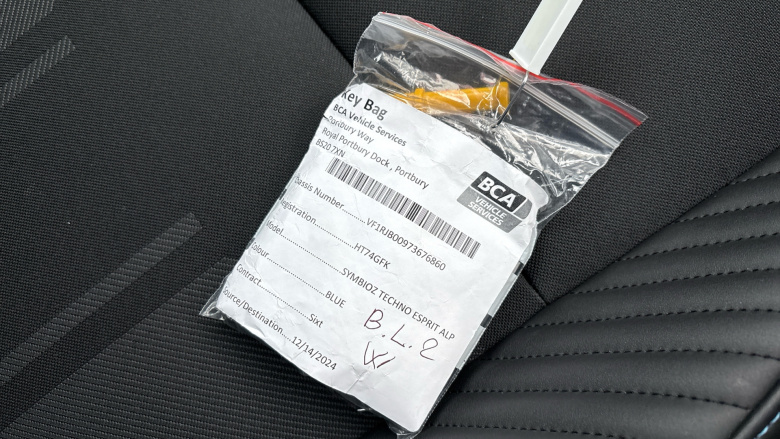 Key Bag
BCA Vehicle Services
Portbury Way
Royal Portbury Dock , Portbury
BS20 7XN
BCA
VEHICLE
SERVICES
Chassis Number........ VF1RJB00973676860
Registration................HT74GFK
Model.......................SYMBIOZ TECHNO ESPRIT ALP
Colour.......................BLUE
Contract.....................Sixt
Source/Destination.....12/14/2024
B.L.2
W/